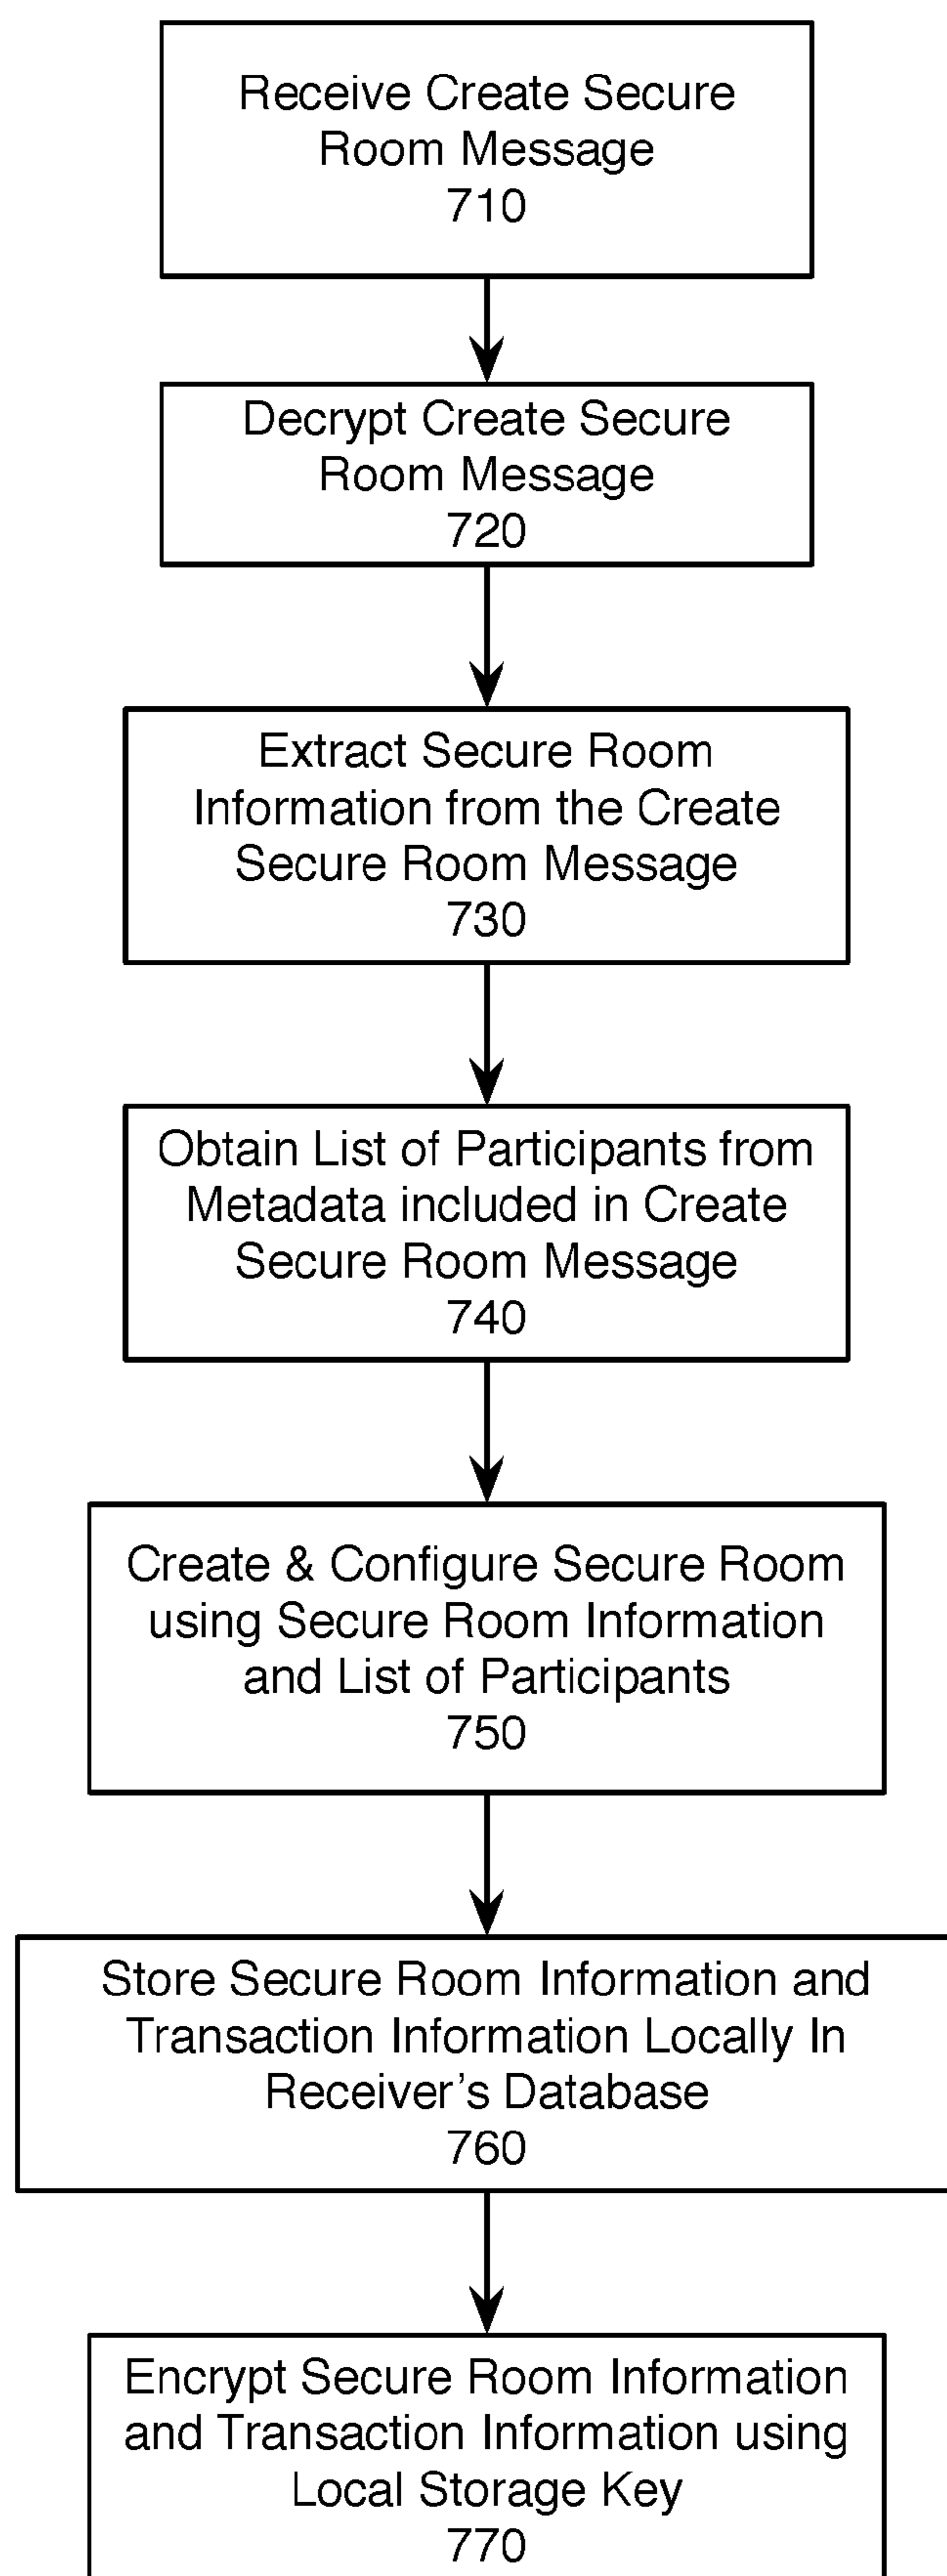 Receive Create Secure
Room Message
710
Decrypt Create Secure
Room Message
720
Extract Secure Room
Information from the Create
Secure Room Message
730
Obtain List of Participants from
Metadata included in Create
Secure Room Message
740
Create & Configure Secure Room
using Secure Room Information
and List of Participants
750
Store Secure Room Information and
Transaction Information Locally In
Receiver's Database
760
Encrypt Secure Room Information
and Transaction Information using
Local Storage Key
770